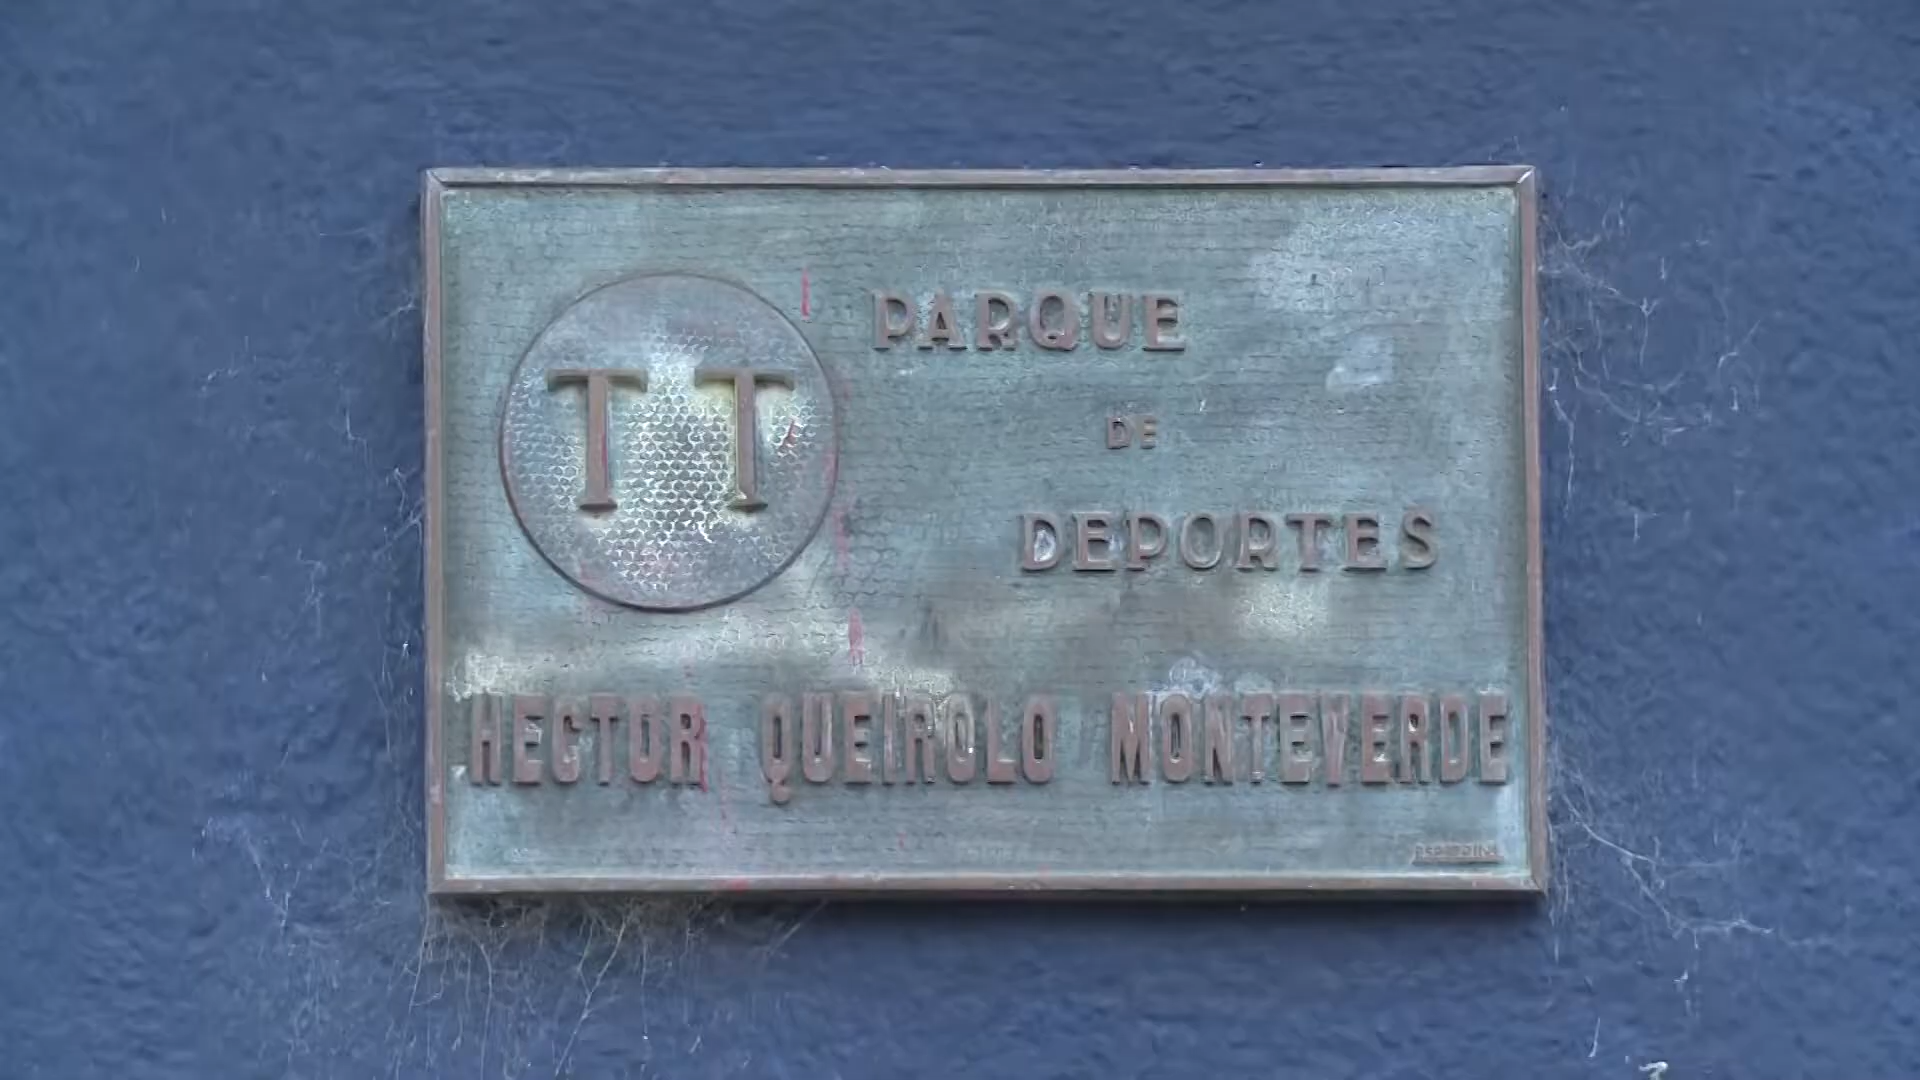 TT
PARQUE
DE
DEPORTES
HECTOR QUEIROLO MONTEVERDE